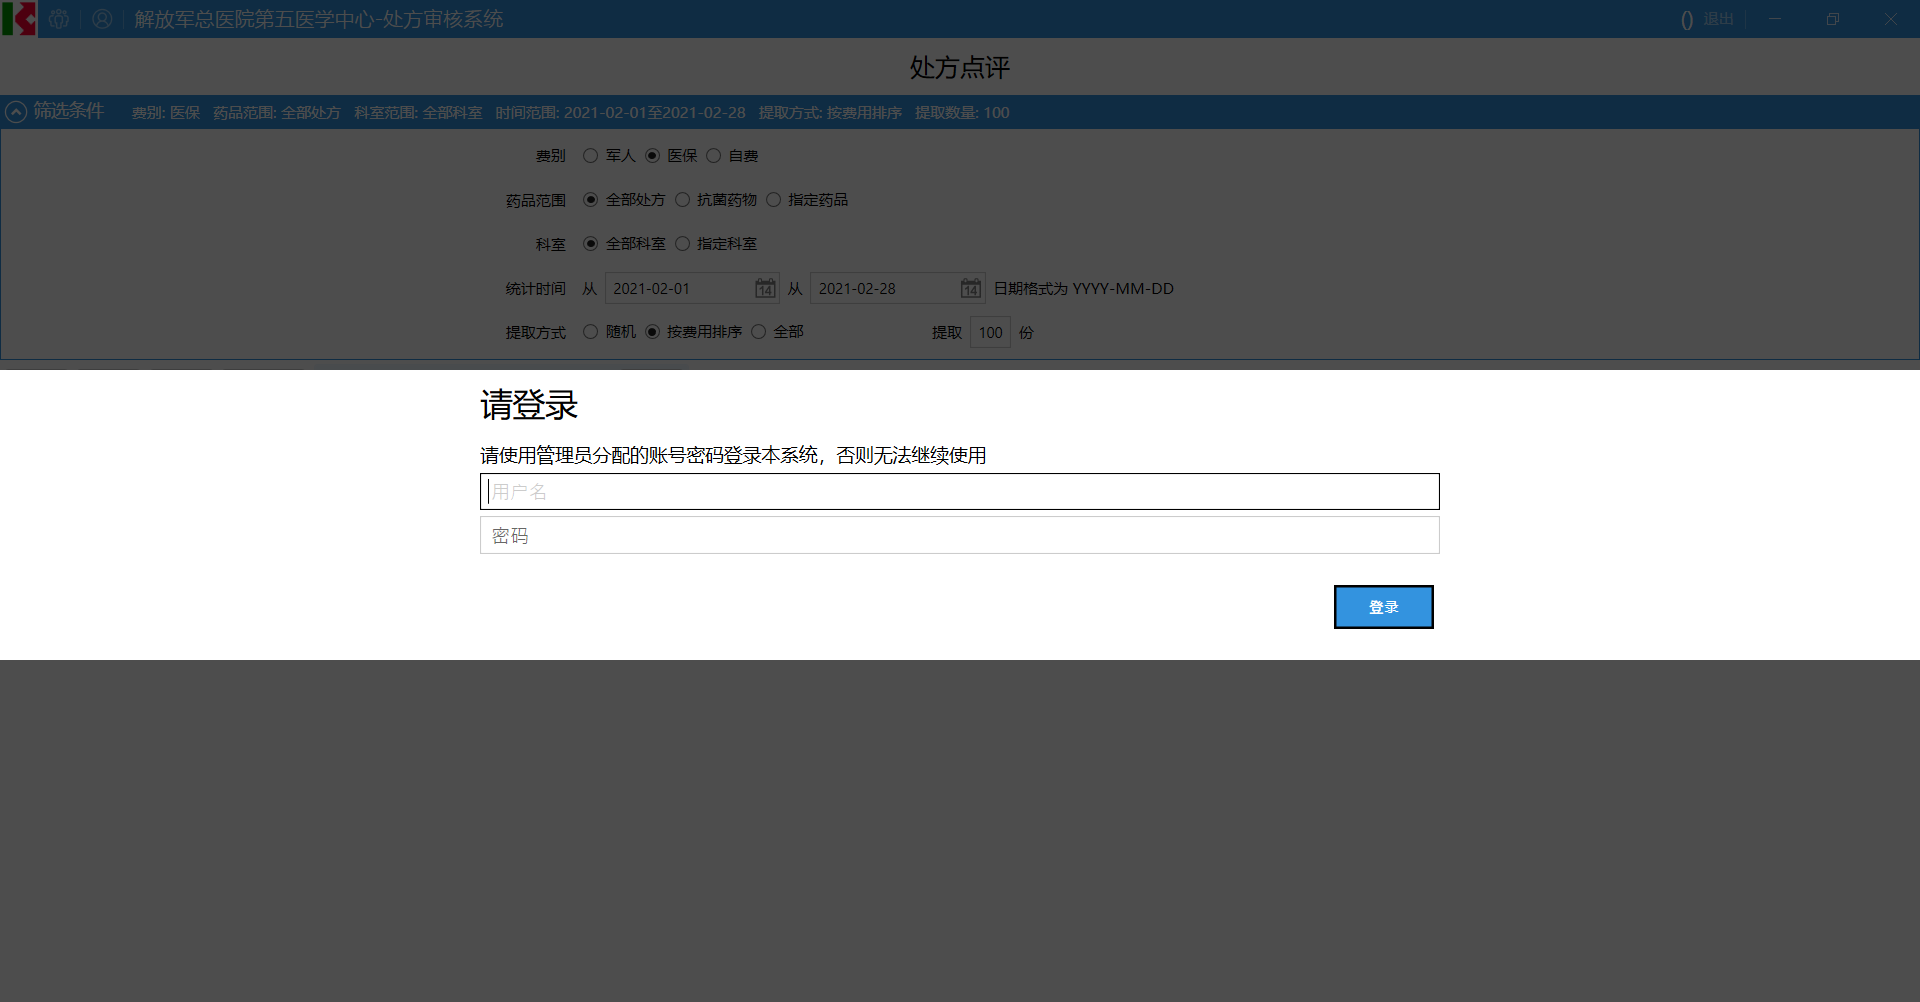 解放军总医院第五医学中心-处方审核系统
() 退出
处方点评
筛选条件 费别: 医保 药品范围: 全部处方 科室范围: 全部科室 时间范围: 2021-02-01至2021-02-28 提取方式: 按费用排序 提取数量: 100
费别 军人 医保 自费
药品范围 全部处方 抗菌药物 指定药品
科室 全部科室 指定科室
统计时间 从 2021-02-01 14 从 2021-02-28 14 日期格式为 YYYY-MM-DD
提取方式 随机 按费用排序 全部 提取 100 份
请登录
请使用管理员分配的账号密码登录本系统，否则无法继续使用
用户名
密码
登录